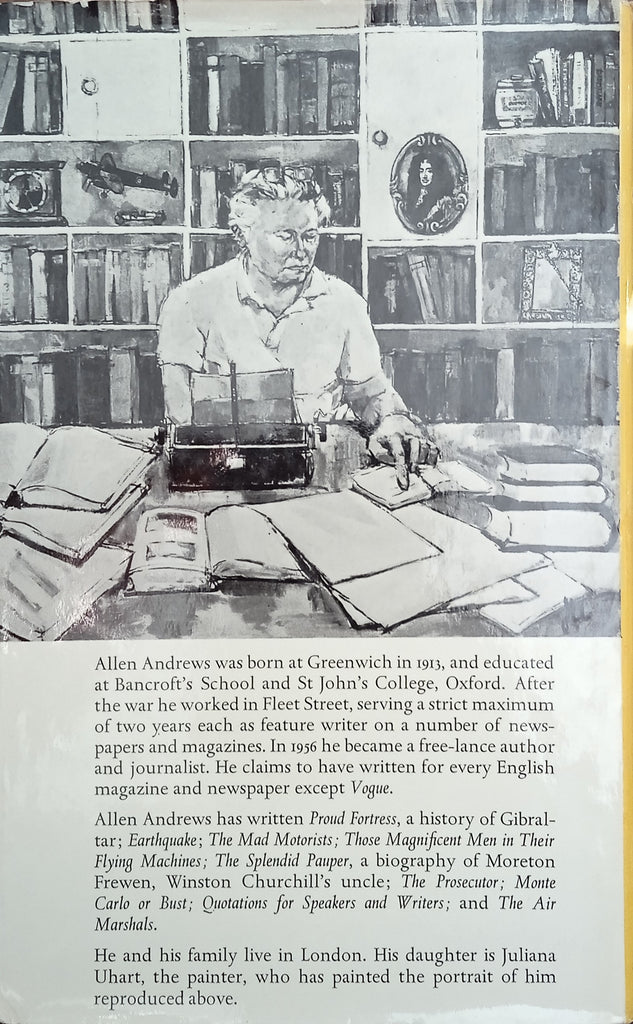 Allen Andrews was born at Greenwich in 1913, and educated
at Bancroft's School and St John's College, Oxford. After
the war he worked in Fleet Street, serving a strict maximum
of two years each as feature writer on a number of news-
papers and magazines. In 1956 he became a free-lance author
and journalist. He claims to have written for every English
magazine and newspaper except Vogue.
Allen Andrews has written Proud Fortress, a history of Gibral-
tar; Earthquake; The Mad Motorists; Those Magnificent Men in Their
Flying Machines; The Splendid Pauper, a biography of Moreton
Frewen, Winston Churchill's uncle; The Prosecutor; Monte
Carlo or Bust; Quotations for Speakers and Writers; and The Air
Marshals.
He and his family live in London. His daughter is Juliana
Uhart, the painter, who has painted the portrait of him
reproduced above.